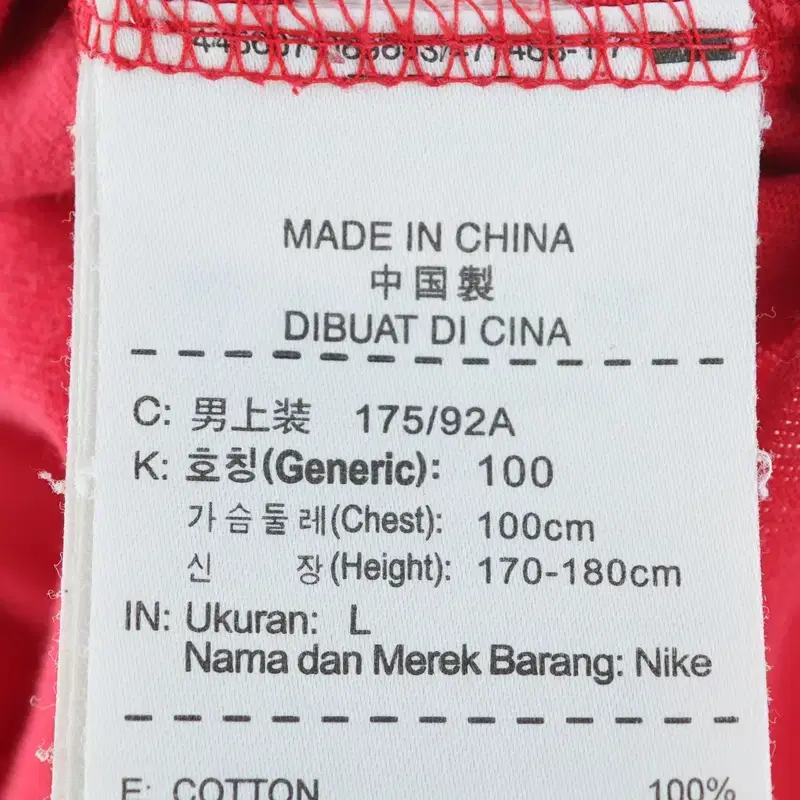 MADE IN CHINA
中国製
DIBUAT DI CINA
C: 男上装 175/92A
K: 호칭(Generic): 100
가슴둘레(Chest): 100cm
신 장(Height): 170-180cm
IN: Ukuran: L
Nama dan Merek Barang: Nike
E: COTTON 100%